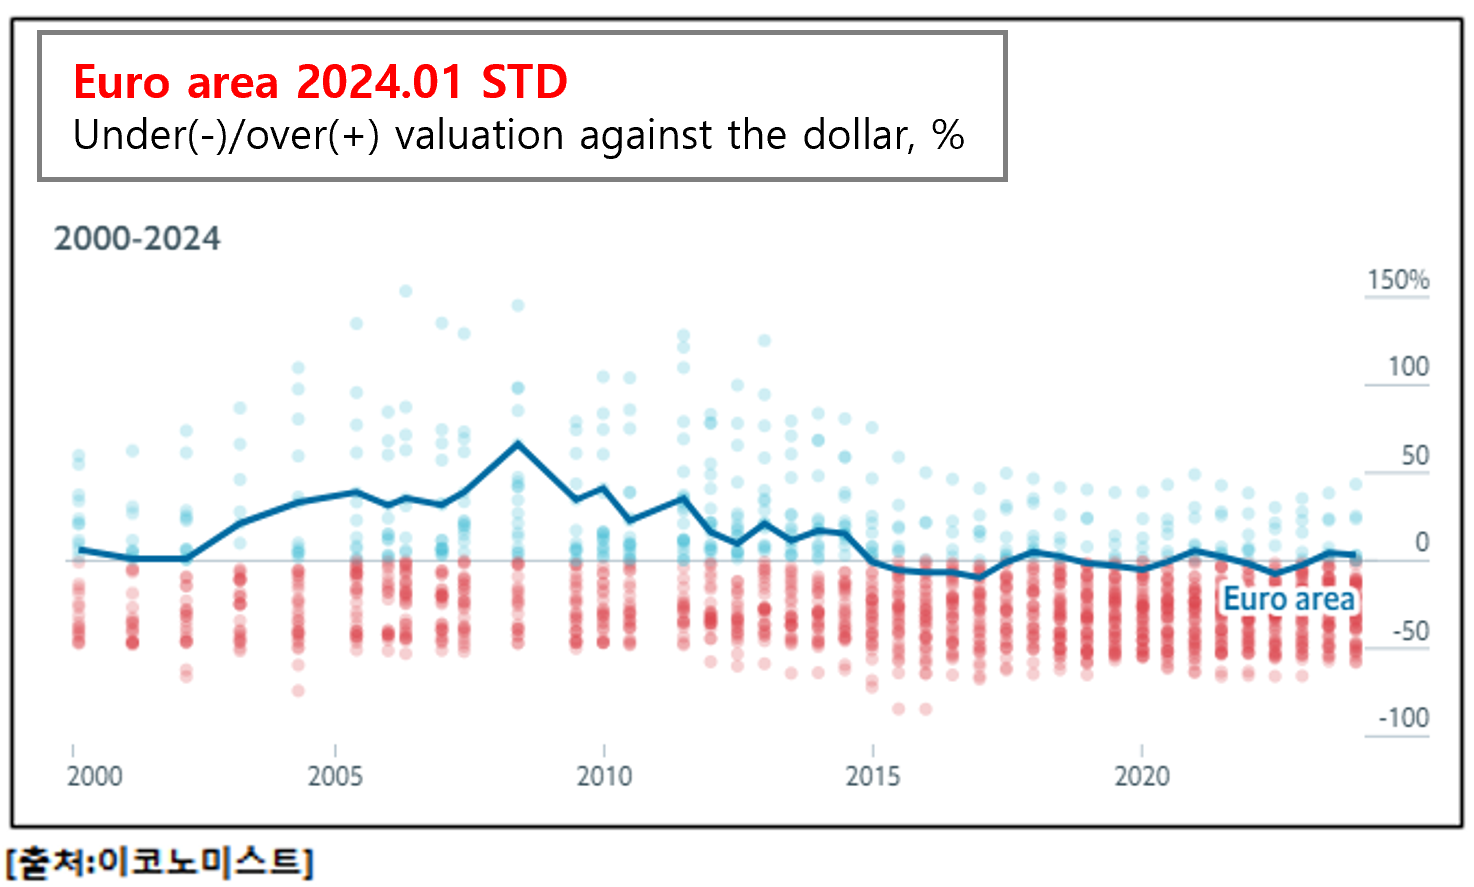 Euro area 2024.01 STD
Under(-)/over(+) valuation against the dollar, %
2000-2024
150%
100
50
0
Euro area
-50
-100
2000 2005 2010 2015 2020
[출처:이코노미스트]